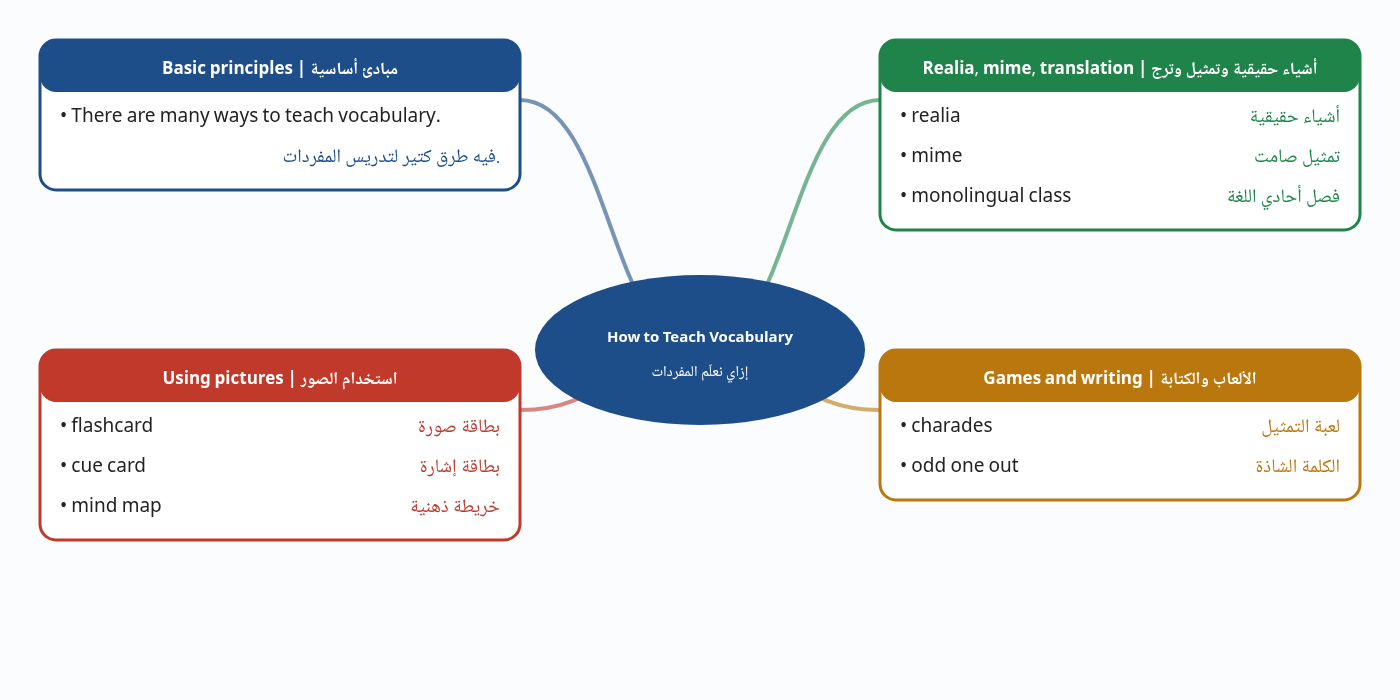 Basic principles | مبادئ أساسية
• There are many ways to teach vocabulary.
فيه طرق كتير لتدريس المفردات.
Realia, mime, translation | أشياء حقيقية وتمثيل وترج
• realia أشياء حقيقية
• mime تمثيل صامت
• monolingual class فصل أحادي اللغة
How to Teach Vocabulary
إزاي نعلّم المفردات
Using pictures | استخدام الصور
• flashcard بطاقة صورة
• cue card بطاقة إشارة
• mind map خريطة ذهنية
Games and writing | الألعاب والكتابة
• charades لعبة التمثيل
• odd one out الكلمة الشاذة